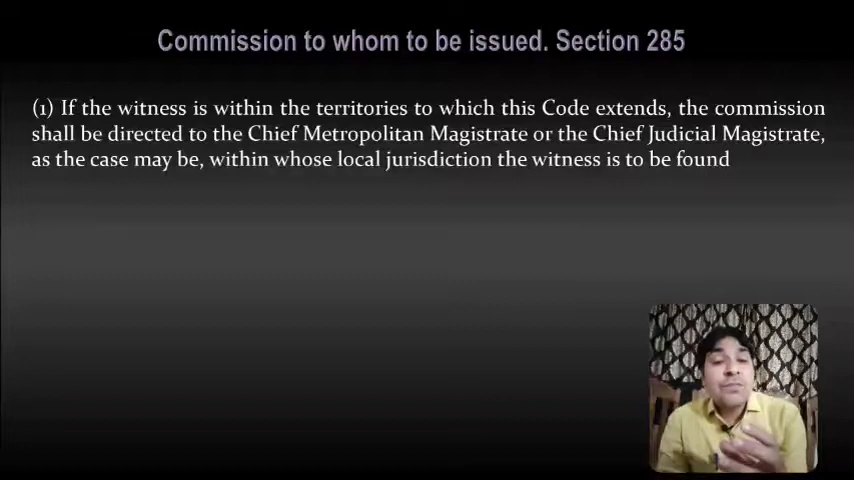 Commission to whom to be issued. Section 285
(1) If the witness is within the territories to which this Code extends, the commission
shall be directed to the Chief Metropolitan Magistrate or the Chief Judicial Magistrate,
as the case may be, within whose local jurisdiction the witness is to be found